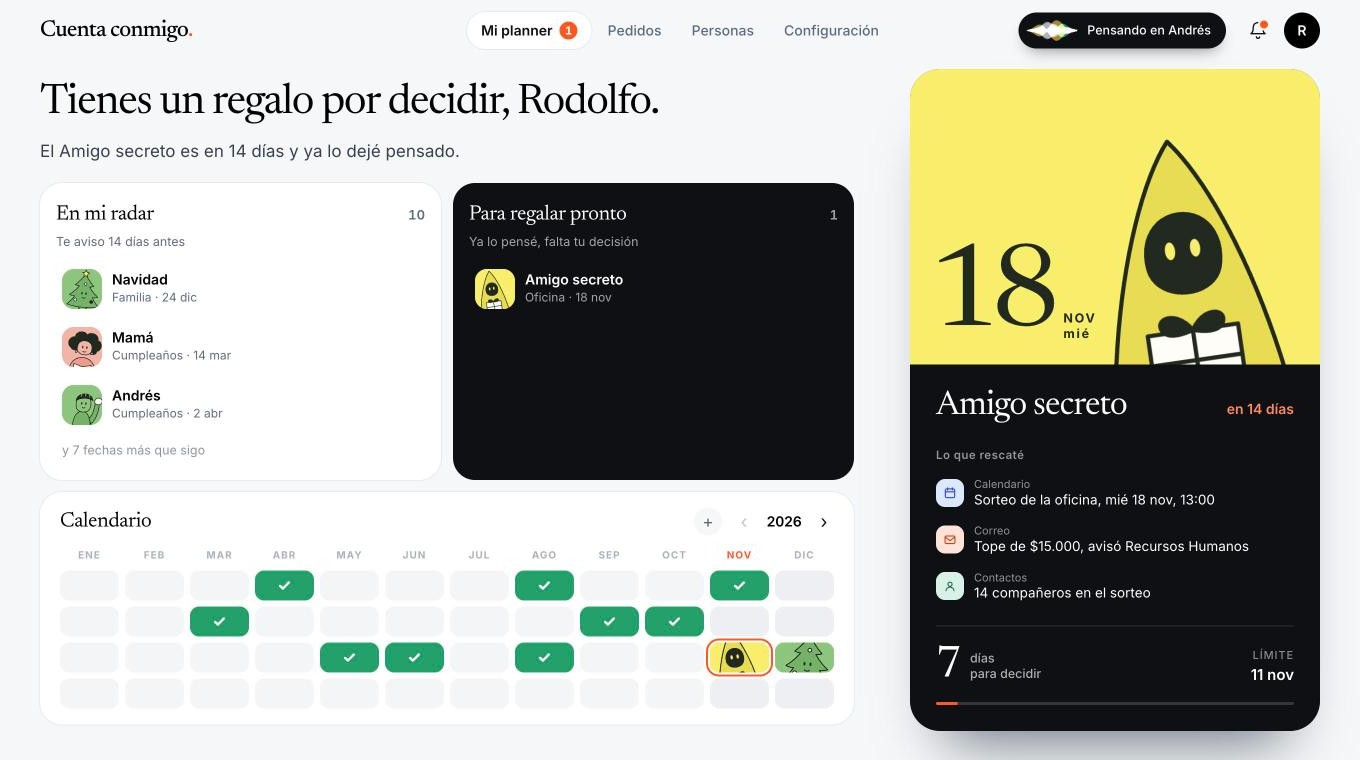 Cuenta conmigo.
Mi planner 1
Pedidos
Personas
Configuración
Pensando en Andrés
R
Tienes un regalo por decidir, Rodolfo.
El Amigo secreto es en 14 días y ya lo dejé pensado.
En mi radar
10
Te aviso 14 días antes
Navidad
Familia · 24 dic
Mamá
Cumpleaños · 14 mar
Andrés
Cumpleaños · 2 abr
y 7 fechas más que sigo
Para regalar pronto
1
Ya lo pensé, falta tu decisión
Amigo secreto
Oficina · 18 nov
Calendario
+ ‹ 2026 ›
ENE FEB MAR ABR MAY JUN JUL AGO SEP OCT NOV DIC
18
NOV
mié
Amigo secreto
en 14 días
Lo que rescaté
Calendario
Sorteo de la oficina, mié 18 nov, 13:00
Correo
Tope de $15.000, avisó Recursos Humanos
Contactos
14 compañeros en el sorteo
7
días
para decidir
LÍMITE
11 nov